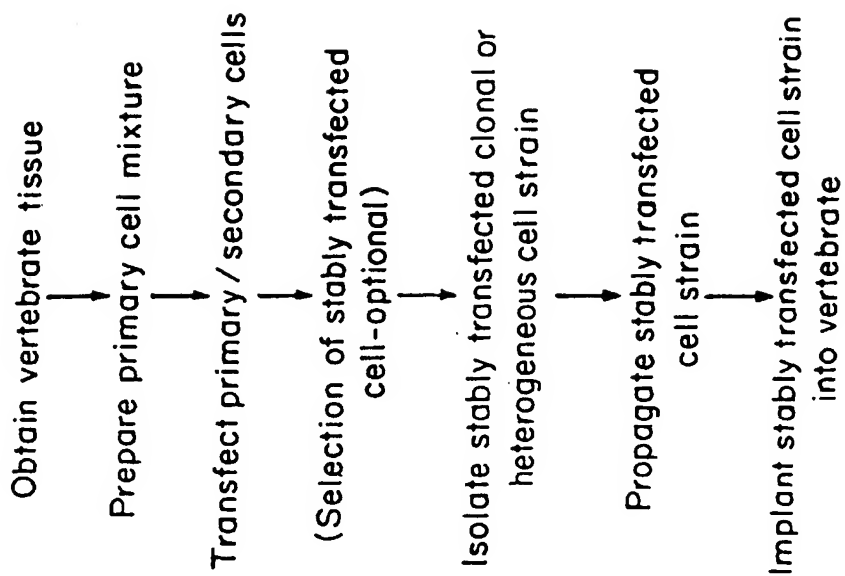 Obtain vertebrate tissue
Prepare primary cell mixture
Transfect primary/secondary cells
(Selection of stably transfected
cell-optional)
Isolate stably transfected clonal or
heterogeneous cell strain
Propagate stably transfected
cell strain
Implant stably transfected cell strain
into vertebrate